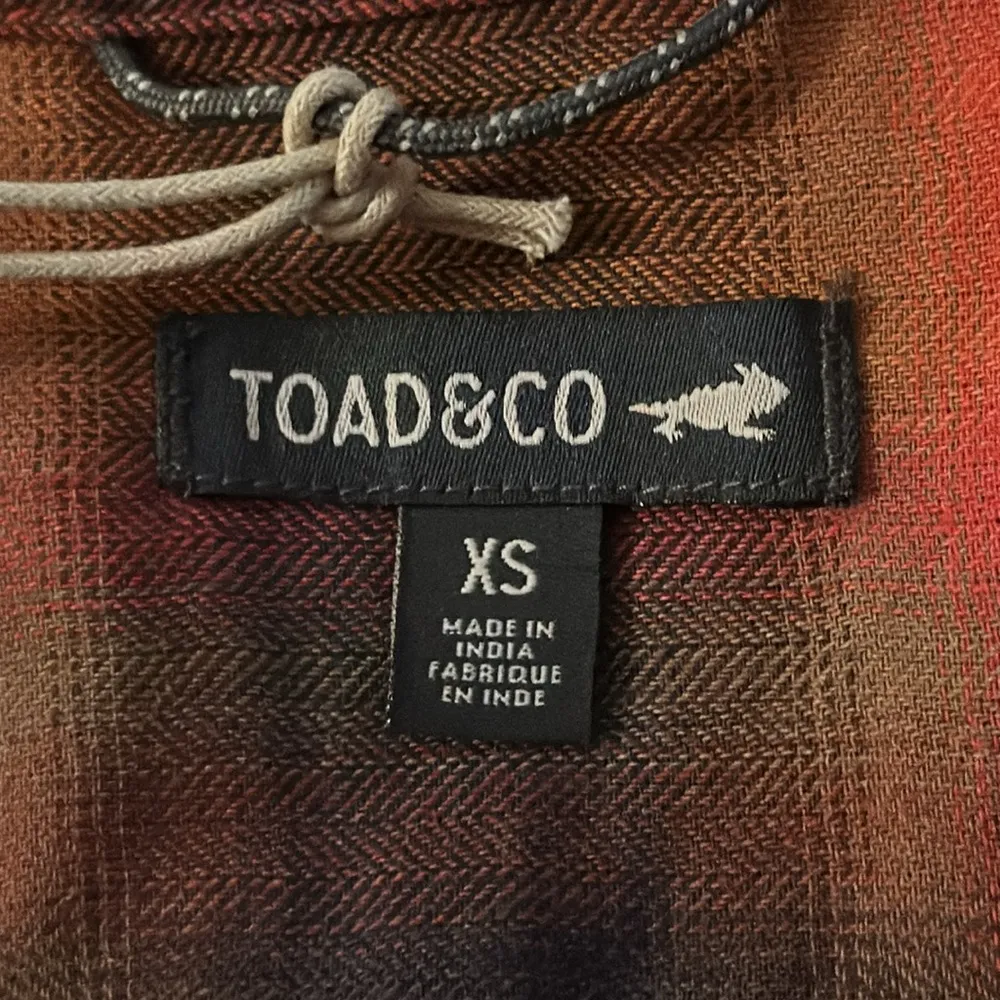 TOAD&CO
XS
MADE IN
INDIA
FABRIQUE
EN INDE